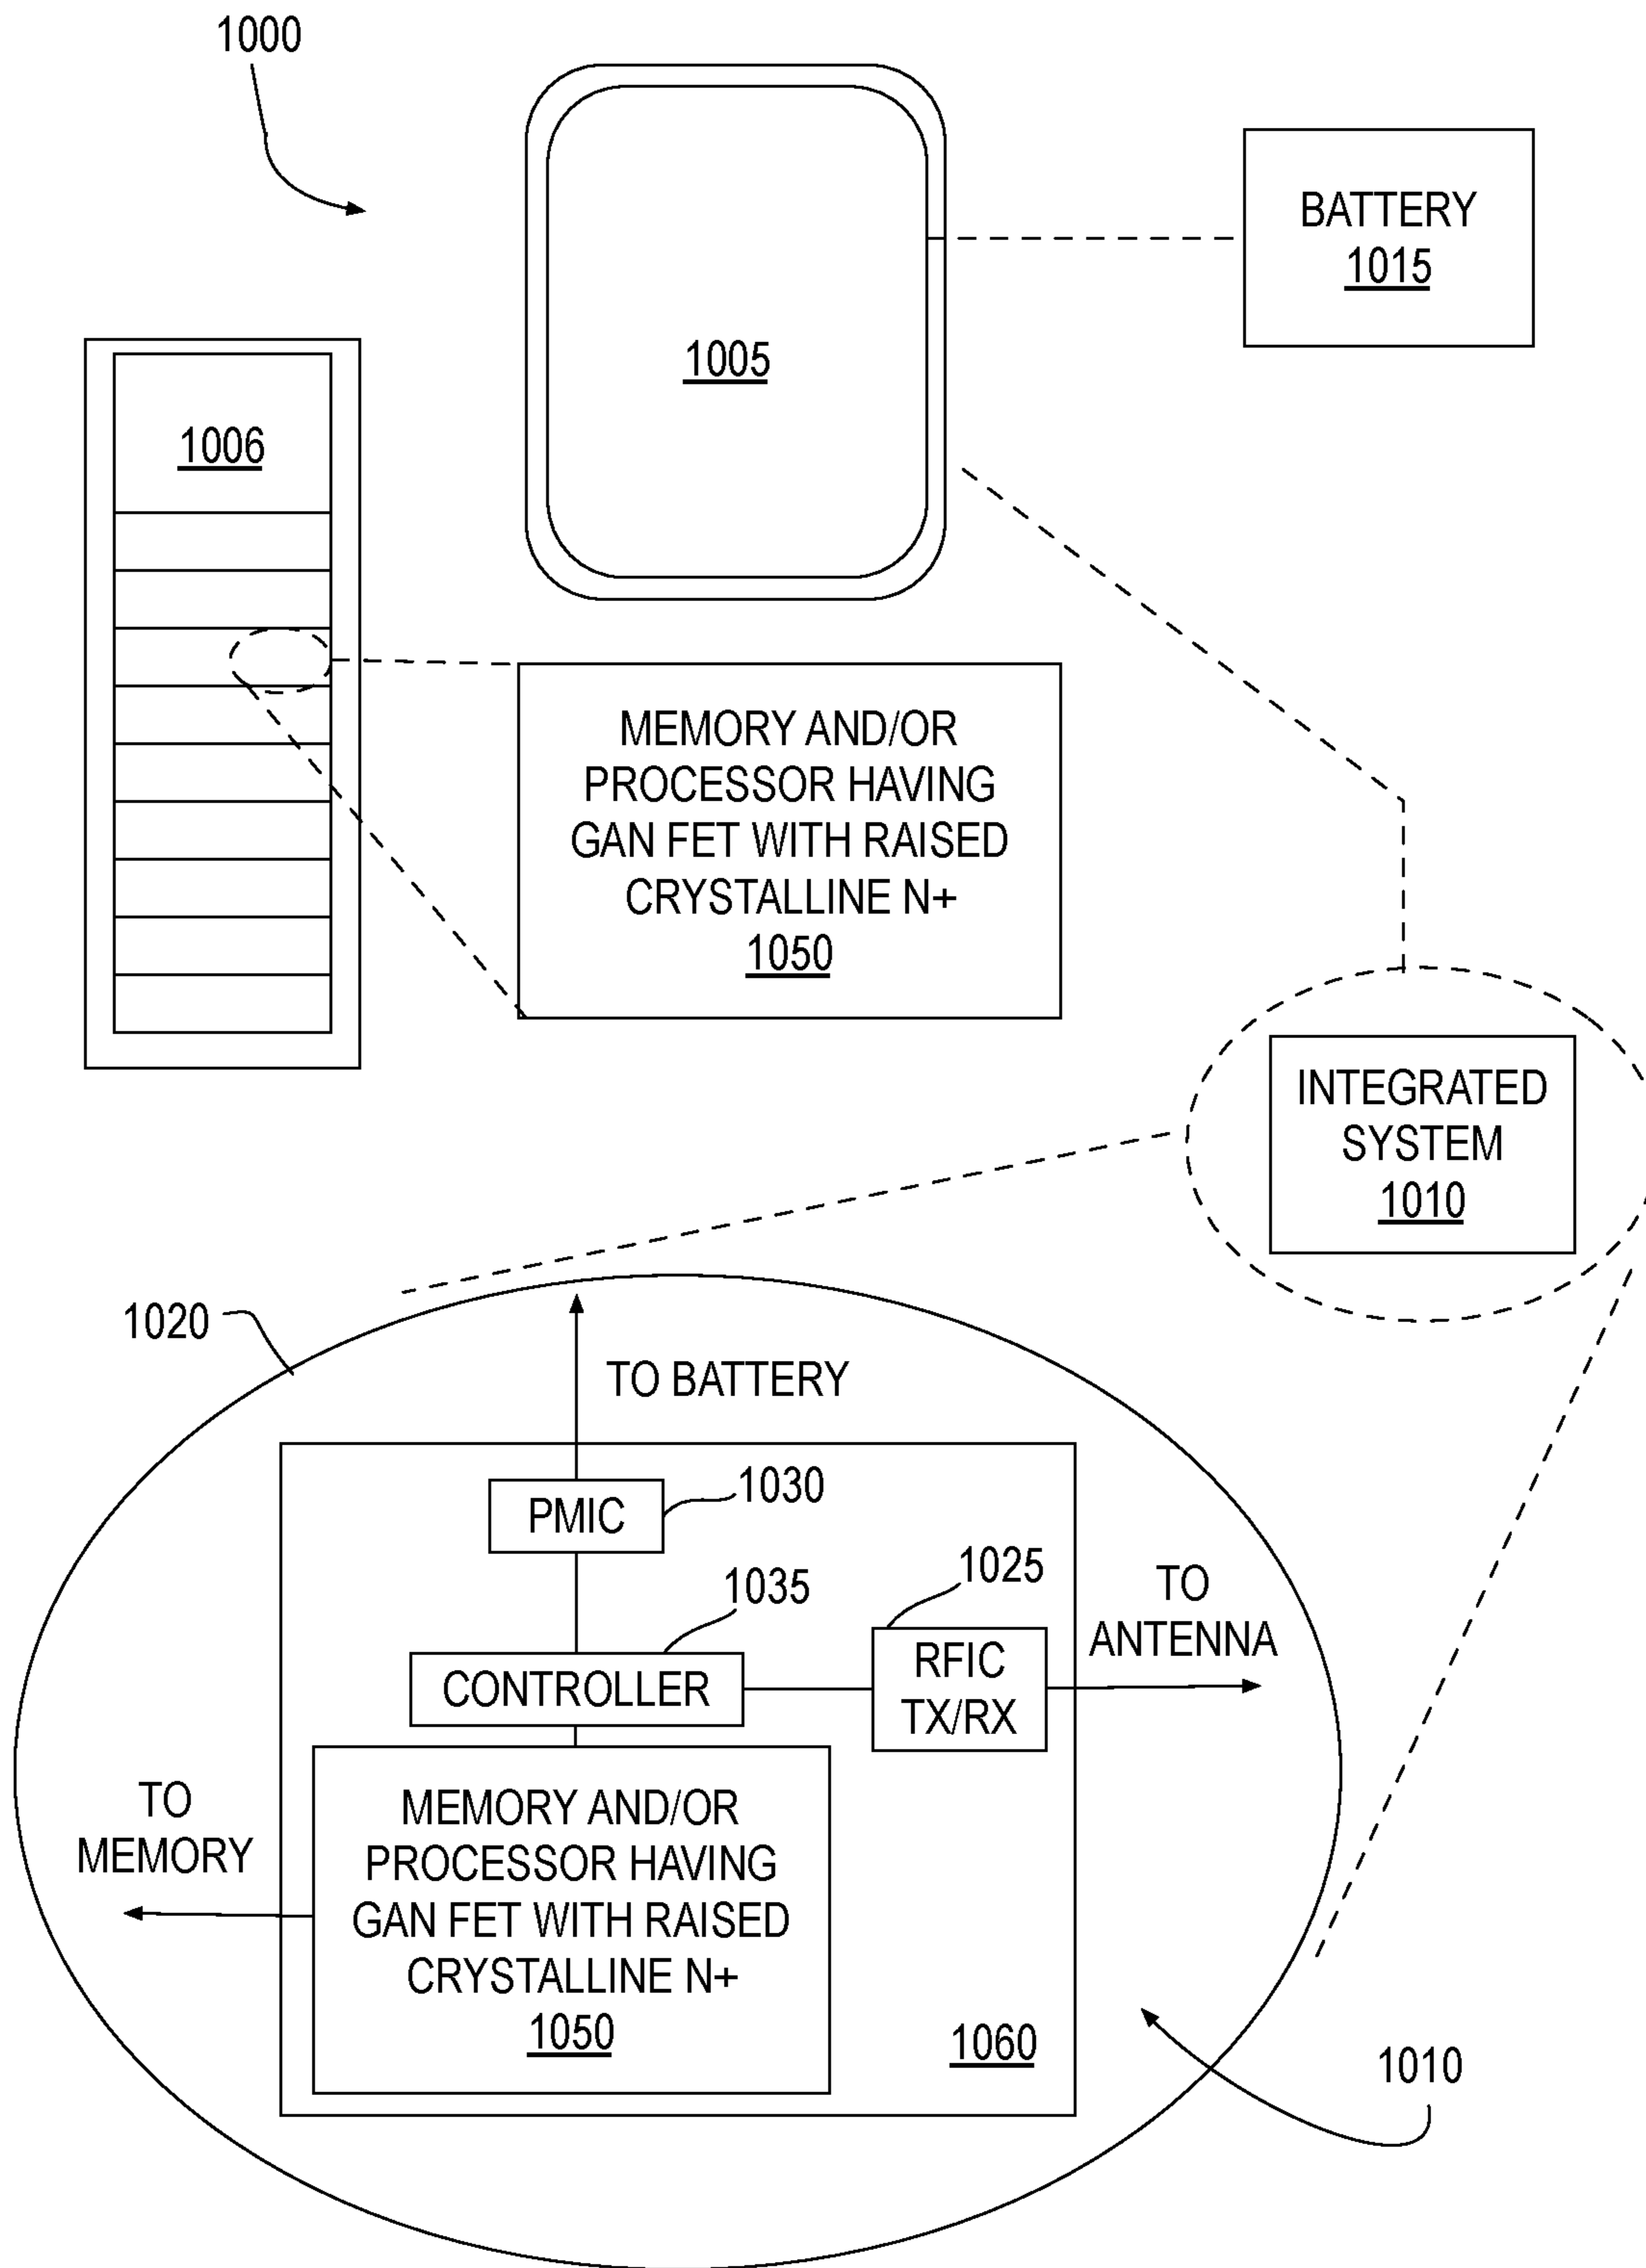 1000
BATTERY
1015
1005
1006
MEMORY AND/OR
PROCESSOR HAVING
GAN FET WITH RAISED
CRYSTALLINE N+
1050
INTEGRATED
SYSTEM
1010
1020
TO BATTERY
1030
PMIC
1035
1025
TO
ANTENNA
CONTROLLER
RFIC
TX/RX
TO
MEMORY
MEMORY AND/OR
PROCESSOR HAVING
GAN FET WITH RAISED
CRYSTALLINE N+
1050
1060
1010